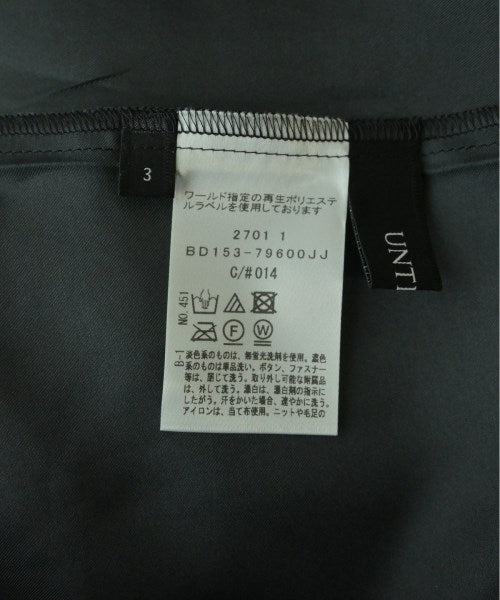 3
ワールド指定の再生ポリエステ
ルラベルを使用しております
2701 1
BD153-79600JJ
C/#014
NO.451
F
W
B-1
淡色系のものは、無蛍光洗剤を使用。濃色
系のものは単品洗い。ボタン、ファスナー
等は、閉じて洗う。取り外し可能な附属品
は、外して洗う。漂白は、漂白剤の指示に
したがう。汗をかいた場合、速やかに洗う。
アイロンは、当て布使用。ニットや毛足の
UNTI